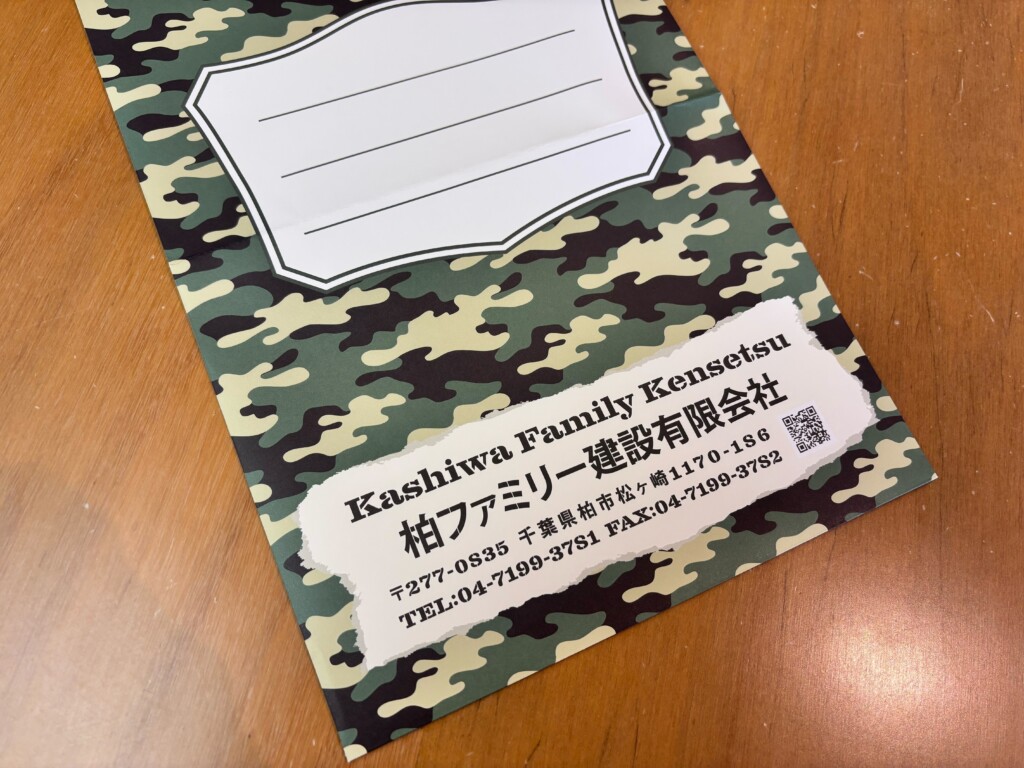 Kashiwa Family Kensetsu
柏ファミリー建設有限会社
〒277-0835 千葉県柏市松ヶ崎1170-186
TEL:04-7199-3781 FAX:04-7199-3782